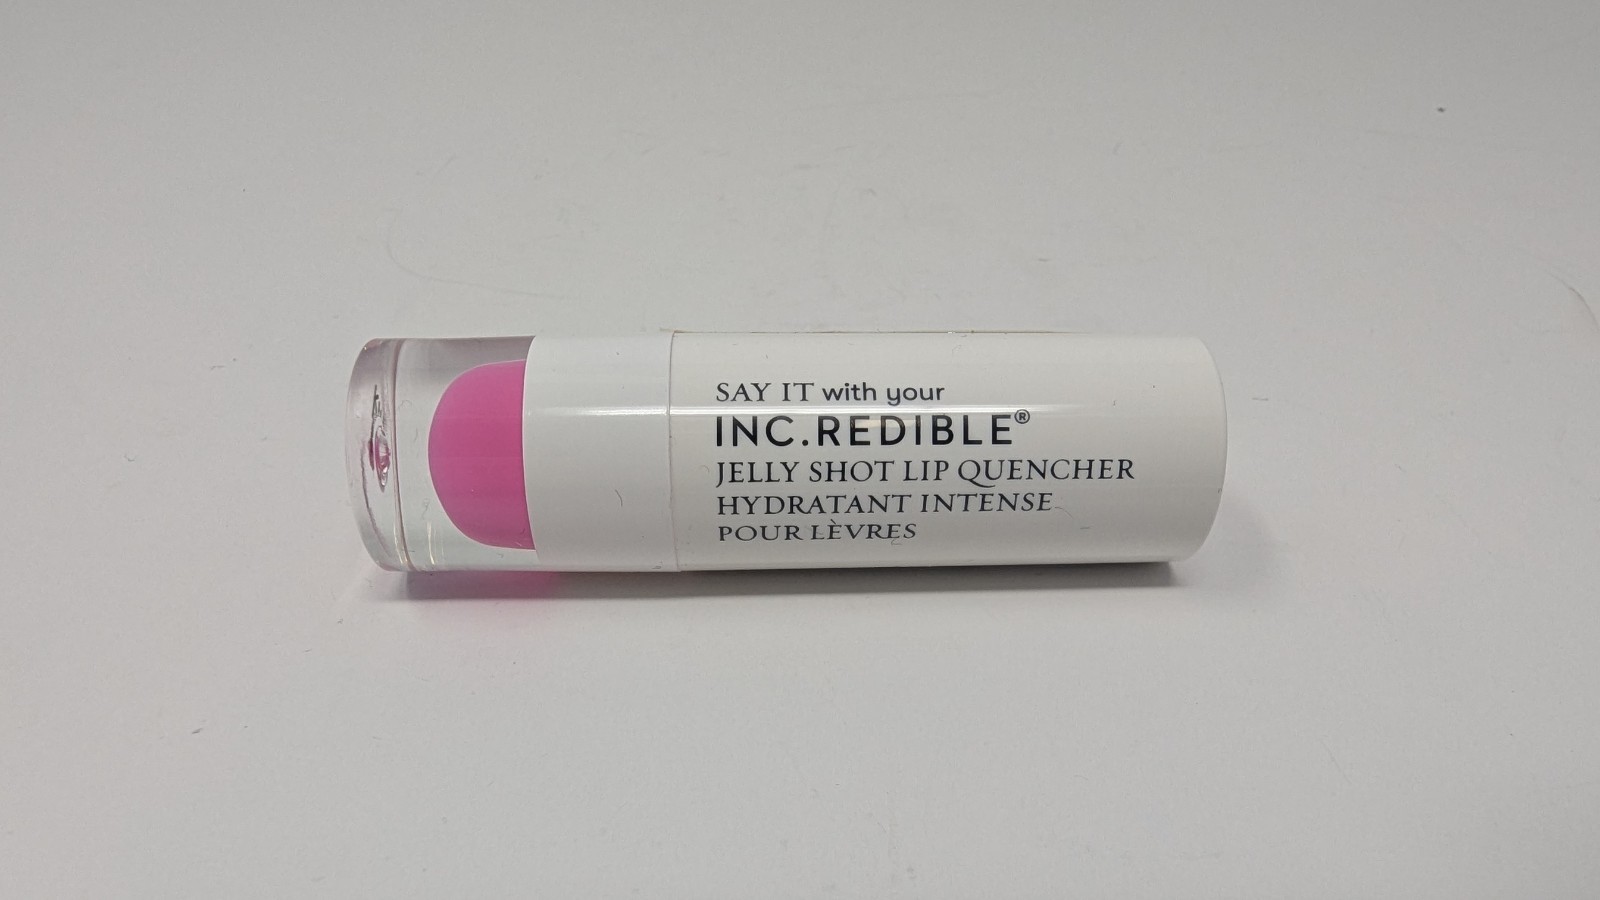 SAY IT with your
INC.REDIBLE®
JELLY SHOT LIP QUENCHER
HYDRATANT INTENSE
POUR LÈVRES